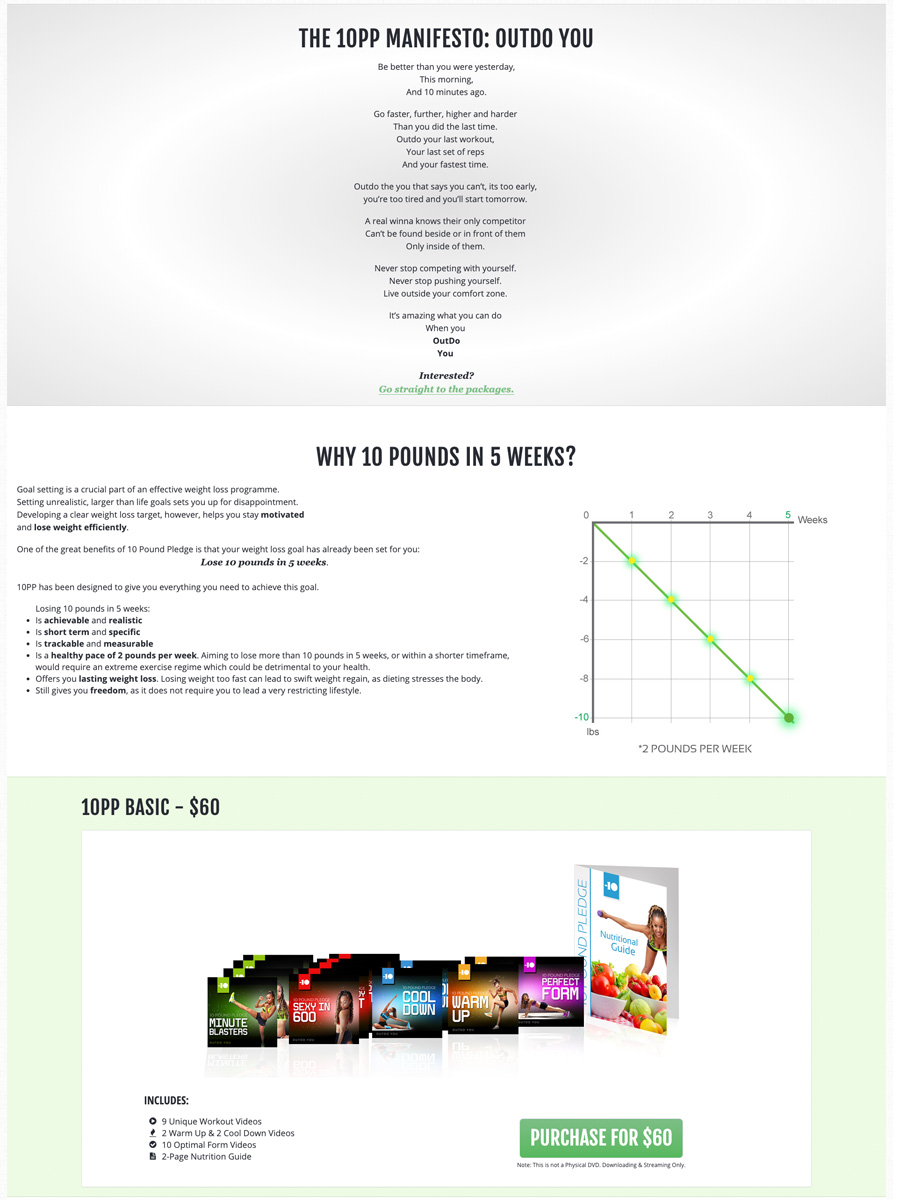 THE 10PP MANIFESTO: OUTDO YOU
Be better than you were yesterday,
This morning,
And 10 minutes ago.
Go faster, further, higher and harder
Than you did the last time.
Outdo your last workout,
Your last set of reps
And your fastest time.
Outdo the you that says you can't, its too early,
you're too tired and you'll start tomorrow.
A real winna knows their only competitor
Can't be found beside or in front of them
Only inside of them.
Never stop competing with yourself.
Never stop pushing yourself.
Live outside your comfort zone.
It's amazing what you can do
When you
OutDo
You
Interested?
Go straight to the packages.
WHY 10 POUNDS IN 5 WEEKS?
Goal setting is a crucial part of an effective weight loss programme.
Setting unrealistic, larger than life goals sets you up for disappointment.
Developing a clear weight loss target, however, helps you stay motivated
and lose weight efficiently.
One of the great benefits of 10 Pound Pledge is that your weight loss goal has already been set for you:
Lose 10 pounds in 5 weeks.
10PP has been designed to give you everything you need to achieve this goal.
Losing 10 pounds in 5 weeks:
• Is achievable and realistic
• Is short term and specific
• Is trackable and measurable
• Is a healthy pace of 2 pounds per week. Aiming to lose more than 10 pounds in 5 weeks, or within a shorter timeframe,
would require an extreme exercise regime which could be detrimental to your health.
• Offers you lasting weight loss. Losing weight too fast can lead to swift weight regain, as dieting stresses the body.
• Still gives you freedom, as it does not require you to lead a very restricting lifestyle.
0 1 2 3 4 5 Weeks
-2
-4
-6
-8
-10
lbs
*2 POUNDS PER WEEK
10PP BASIC - $60
-10
Nutritional
Guide
MINUTE
BLASTERS
SEXY IN
600
COOL
DOWN
WARM
UP
PERFECT
FORM
INCLUDES:
9 Unique Workout Videos
2 Warm Up & 2 Cool Down Videos
10 Optimal Form Videos
2-Page Nutrition Guide
PURCHASE FOR $60
Note: This is not a Physical DVD. Downloading & Streaming Only.